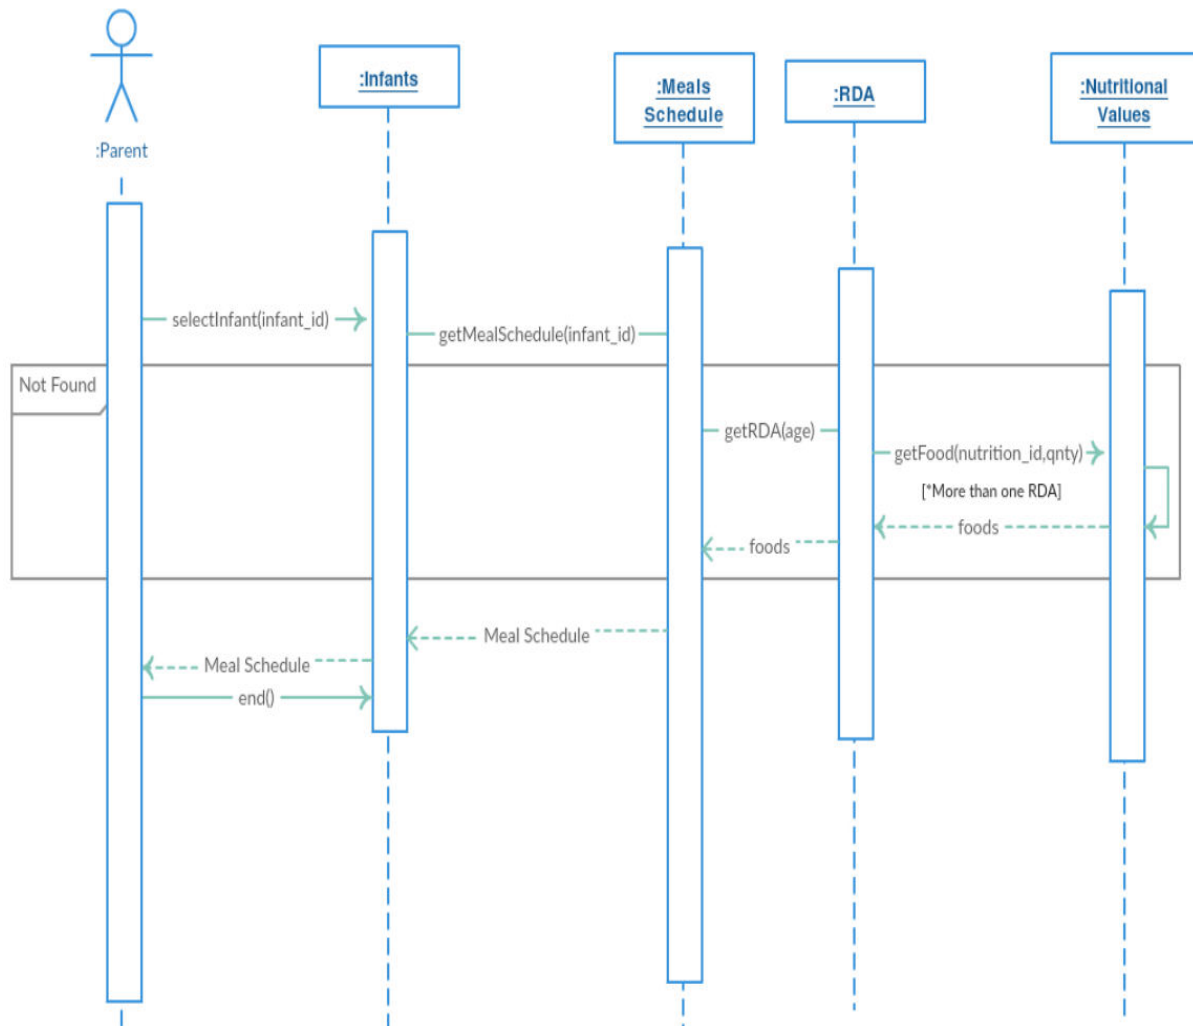 :Infants
:Meals
Schedule
:RDA
:Nutritional
Values
:Parent
selectInfant(infant_id)
getMealSchedule(infant_id)
Not Found
getRDA(age)
getFood(nutrition_id,qnty)
[*More than one RDA]
foods
foods
Meal Schedule
Meal Schedule
end()